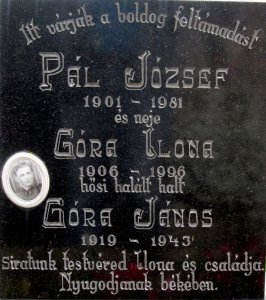 Itt várják a boldog feltámadást
PÁL JÓZSEF
1901 - 1981
és neje
GÓRA ILONA
1906 - 1996
hősi halált halt
GÓRA JÁNOS
1919 - 1943
Siratunk testvéred Ilona és családja.
Nyugodjanak békében.